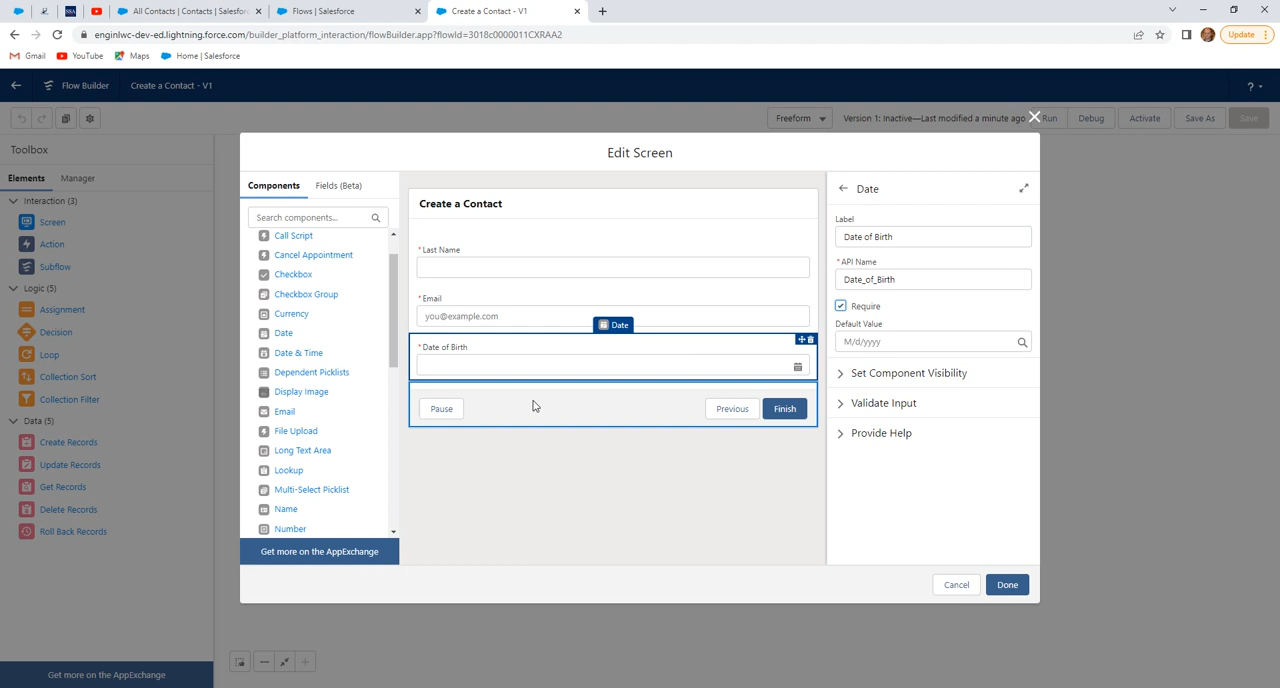 All Contacts | Contacts | Salesforc
Flows | Salesforce
Create a Contact - V1
enginlwc-dev-ed.lightning.force.com/builder_platform_interaction/flowBuilder.app?flowId=3018c0000011CXRAA2
Update
Gmail
YouTube
Maps
Home | Salesforce
Flow Builder
Create a Contact - V1
?
Freeform
Version 1: Inactive—Last modified a minute ago
Run
Debug
Activate
Save As
Save
Toolbox
Elements
Manager
Interaction (3)
Screen
Action
Subflow
Logic (5)
Assignment
Decision
Loop
Collection Sort
Collection Filter
Data (5)
Create Records
Update Records
Get Records
Delete Records
Roll Back Records
Get more on the AppExchange
Edit Screen
Components
Fields (Beta)
Search components...
Call Script
Cancel Appointment
Checkbox
Checkbox Group
Currency
Date
Date & Time
Dependent Picklists
Display Image
Email
File Upload
Long Text Area
Lookup
Multi-Select Picklist
Name
Number
Get more on the AppExchange
Create a Contact
* Last Name
* Email
you@example.com
Date
* Date of Birth
Pause
Previous
Finish
Date
Label
Date of Birth
* API Name
Date_of_Birth
Require
Default Value
M/d/yyyy
Set Component Visibility
Validate Input
Provide Help
Cancel
Done